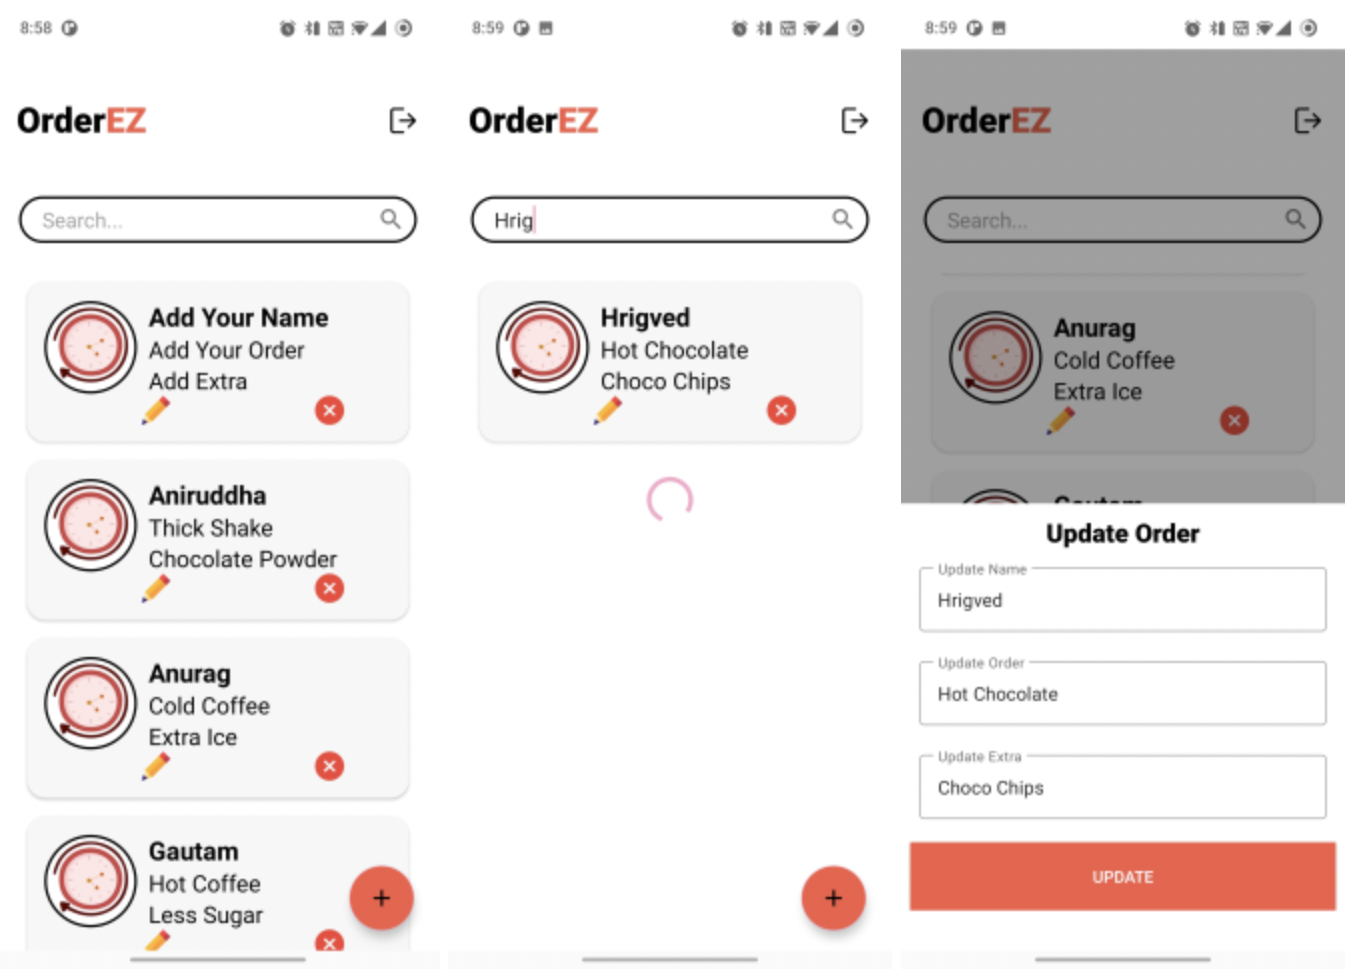 8:58
OrderEZ
Search...
Add Your Name
Add Your Order
Add Extra
Aniruddha
Thick Shake
Chocolate Powder
Anurag
Cold Coffee
Extra Ice
Gautam
Hot Coffee
Less Sugar
+
8:59
OrderEZ
Hrig
Hrigved
Hot Chocolate
Choco Chips
+
8:59
OrderEZ
Search...
Anurag
Cold Coffee
Extra Ice
Gautam
Update Order
Update Name
Hrigved
Update Order
Hot Chocolate
Update Extra
Choco Chips
UPDATE